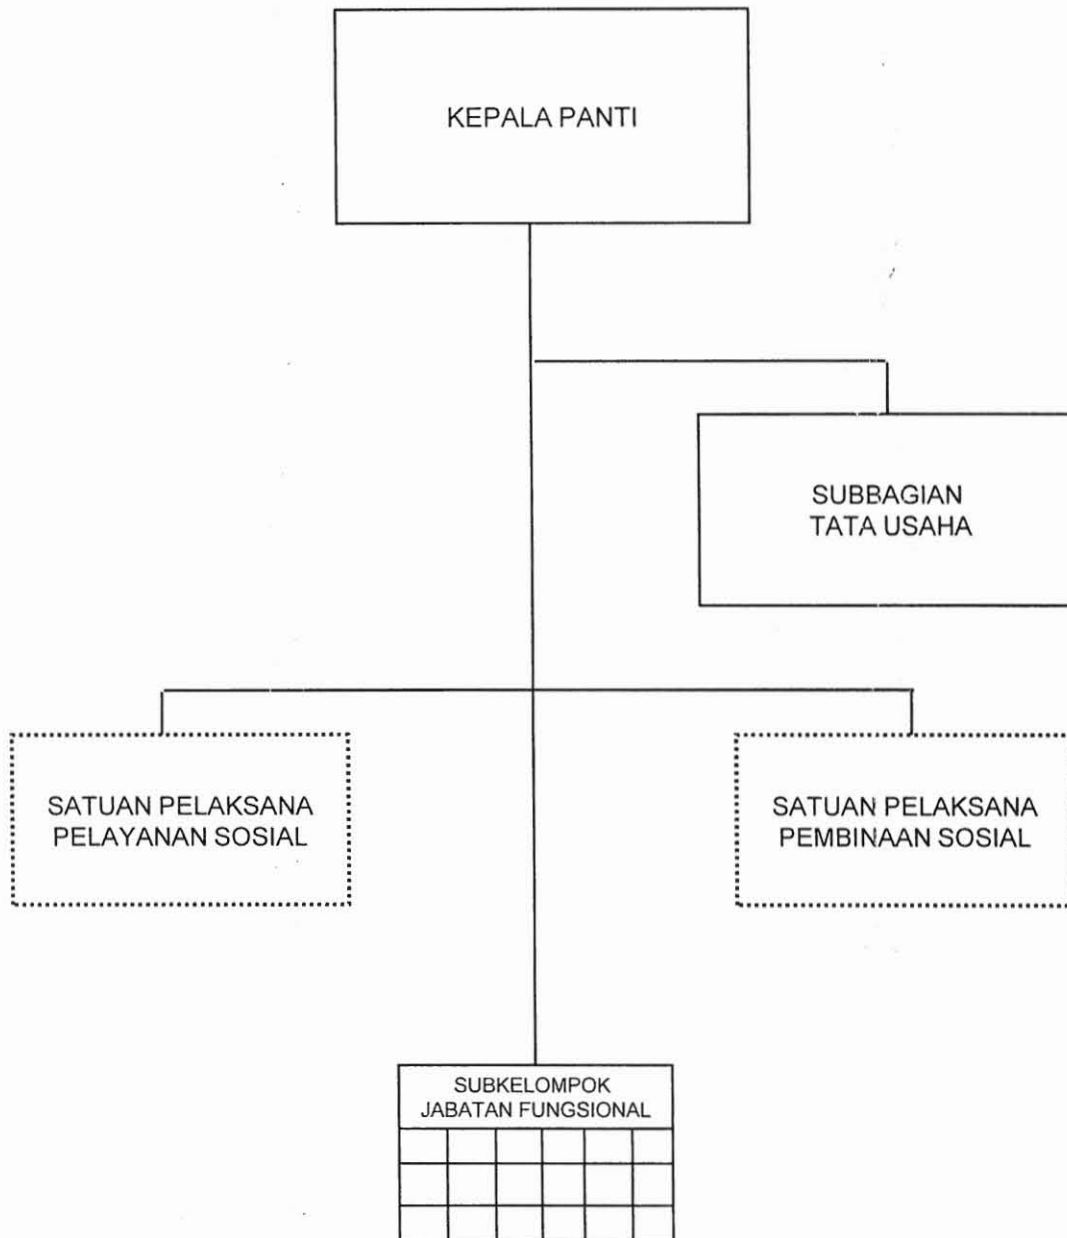 KEPALA PANTI
SUBBAGIAN
TATA USAHA
SATUAN PELAKSANA
PELAYANAN SOSIAL
SATUAN PELAKSANA
PEMBINAAN SOSIAL
SUBKELOMPOK
JABATAN FUNGSIONAL